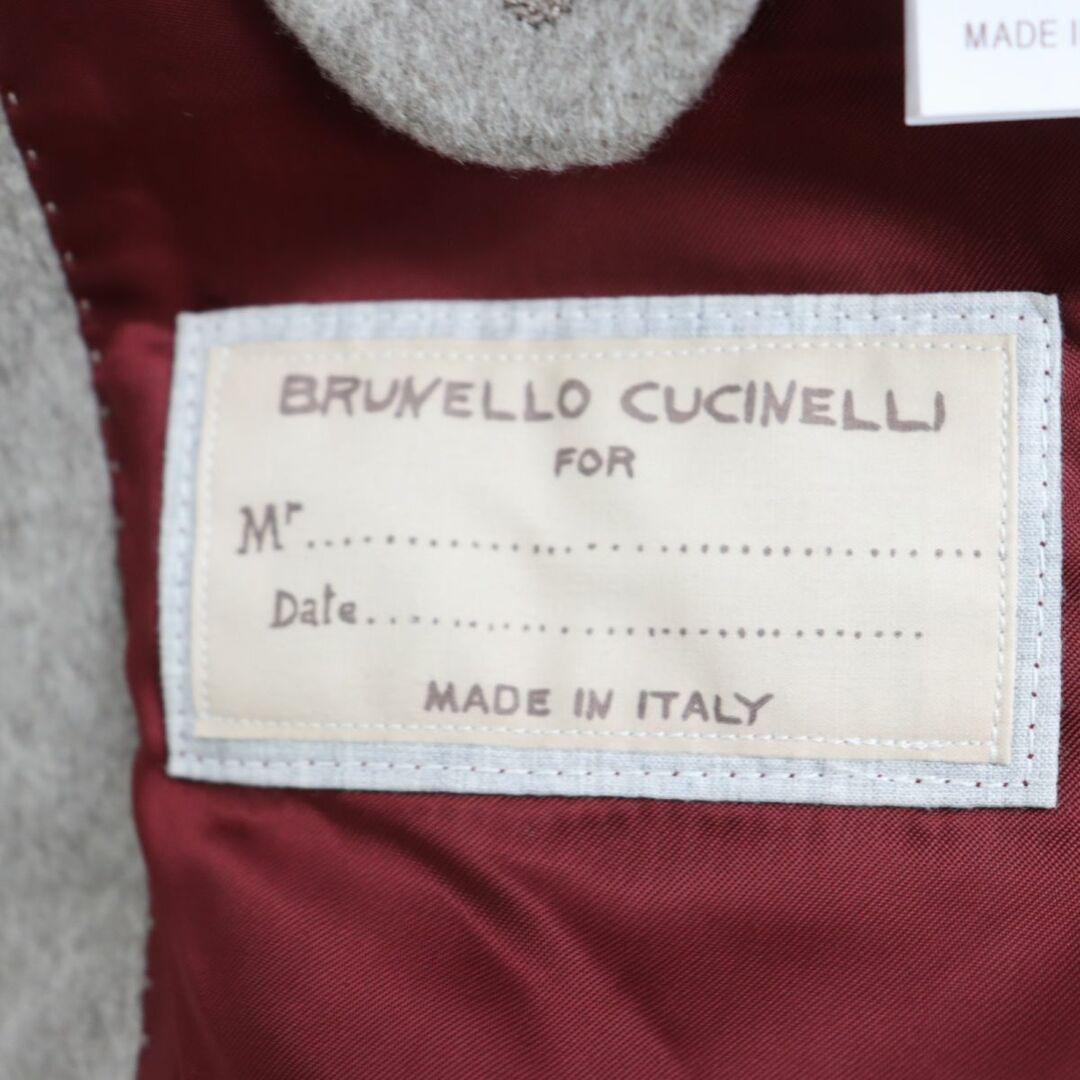 MADE I
BRUNELLO CUCINELLI
FOR
Mr..............................
Date..............................
MADE IN ITALY